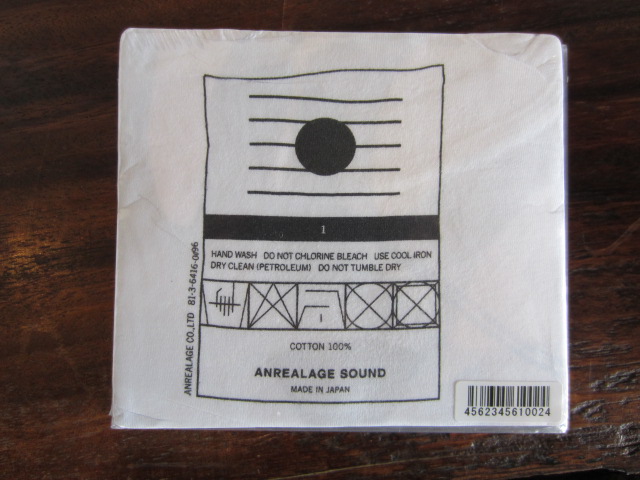 1
HAND WASH DO NOT CHLORINE BLEACH USE COOL IRON
DRY CLEAN (PETROLEUM) DO NOT TUMBLE DRY
COTTON 100%
ANREALAGE SOUND
MADE IN JAPAN
ANREALAGE CO.,LTD 81-3-6416-0096
4562345610024